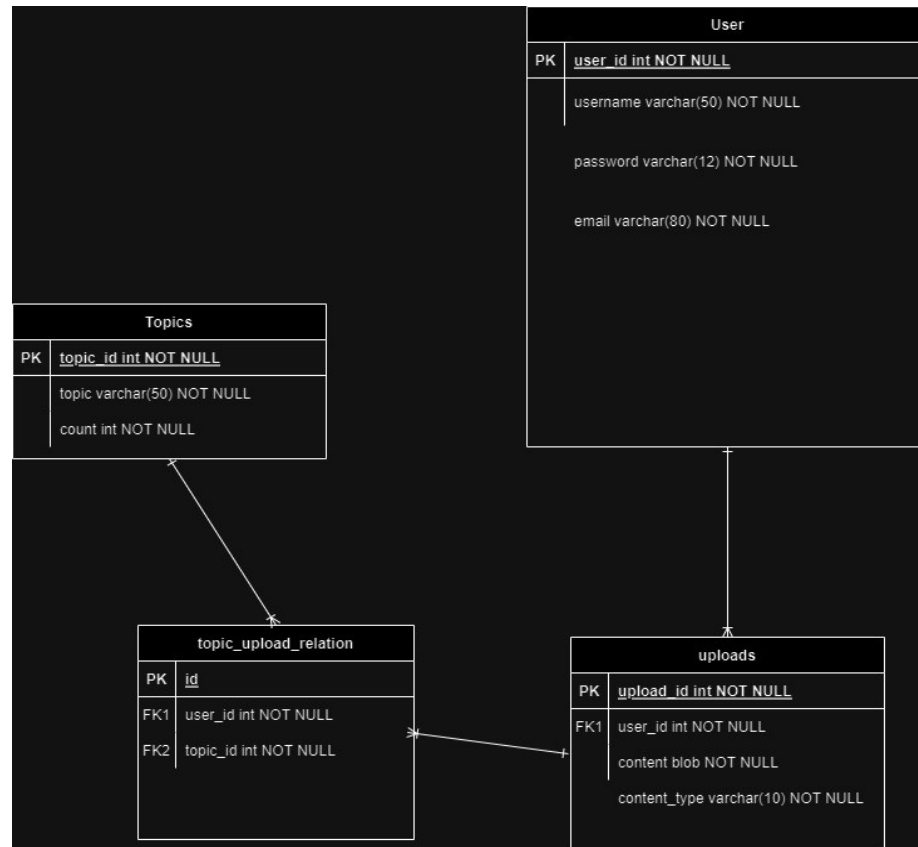 User
PK user_id int NOT NULL
username varchar(50) NOT NULL
password varchar(12) NOT NULL
email varchar(80) NOT NULL
Topics
PK topic_id int NOT NULL
topic varchar(50) NOT NULL
count int NOT NULL
topic_upload_relation
PK id
FK1 user_id int NOT NULL
FK2 topic_id int NOT NULL
uploads
PK upload_id int NOT NULL
FK1 user_id int NOT NULL
content blob NOT NULL
content_type varchar(10) NOT NULL